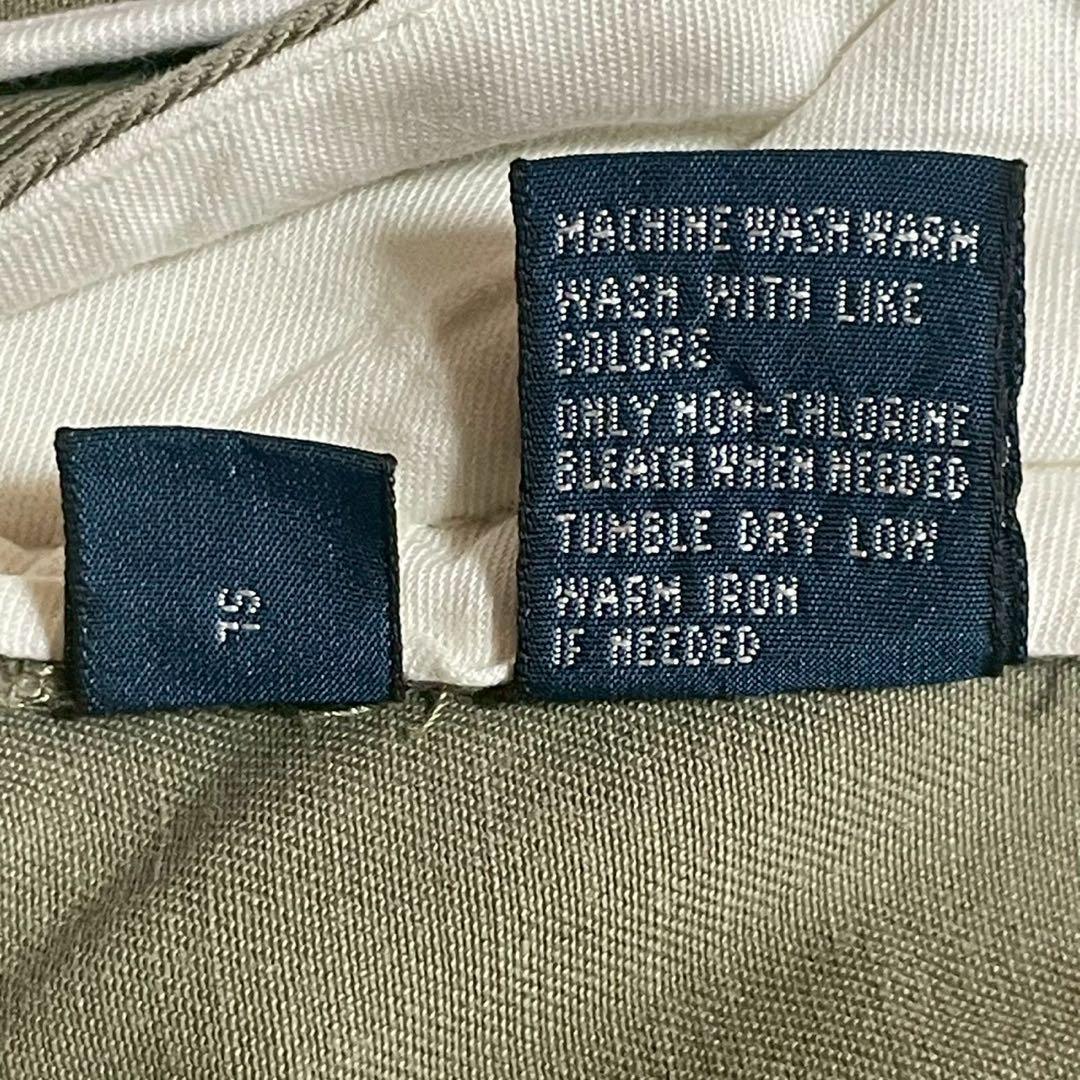 MACHINE WASH WARM
WASH WITH LIKE
COLORS
ONLY NON-CHLORINE
BLEACH WHEN NEEDED
TUMBLE DRY LOW
WARM IRON
IF NEEDED